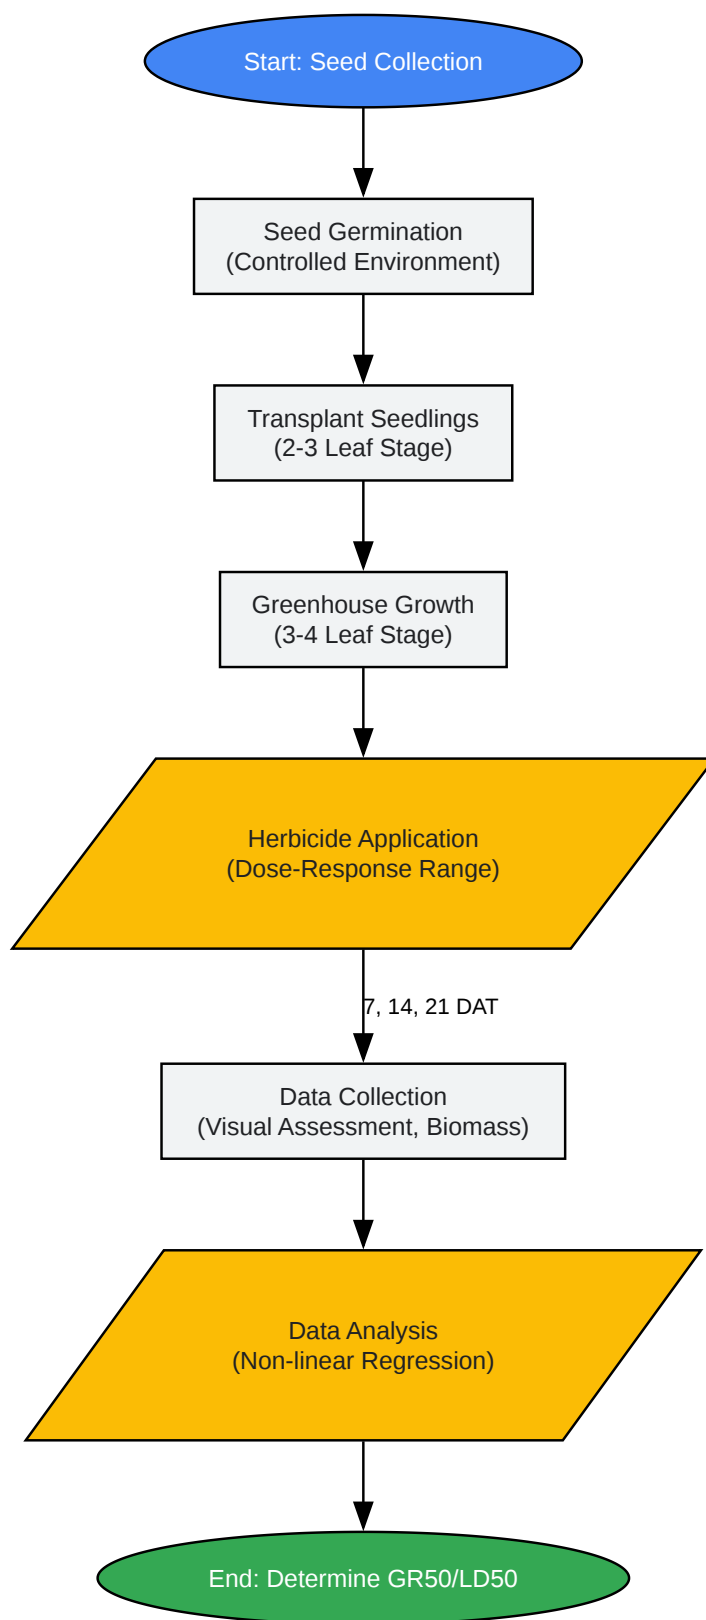 Start: Seed Collection
Seed Germination
(Controlled Environment)
Transplant Seedlings
(2-3 Leaf Stage)
Greenhouse Growth
(3-4 Leaf Stage)
Herbicide Application
(Dose-Response Range)
7, 14, 21 DAT
Data Collection
(Visual Assessment, Biomass)
Data Analysis
(Non-linear Regression)
End: Determine GR50/LD50